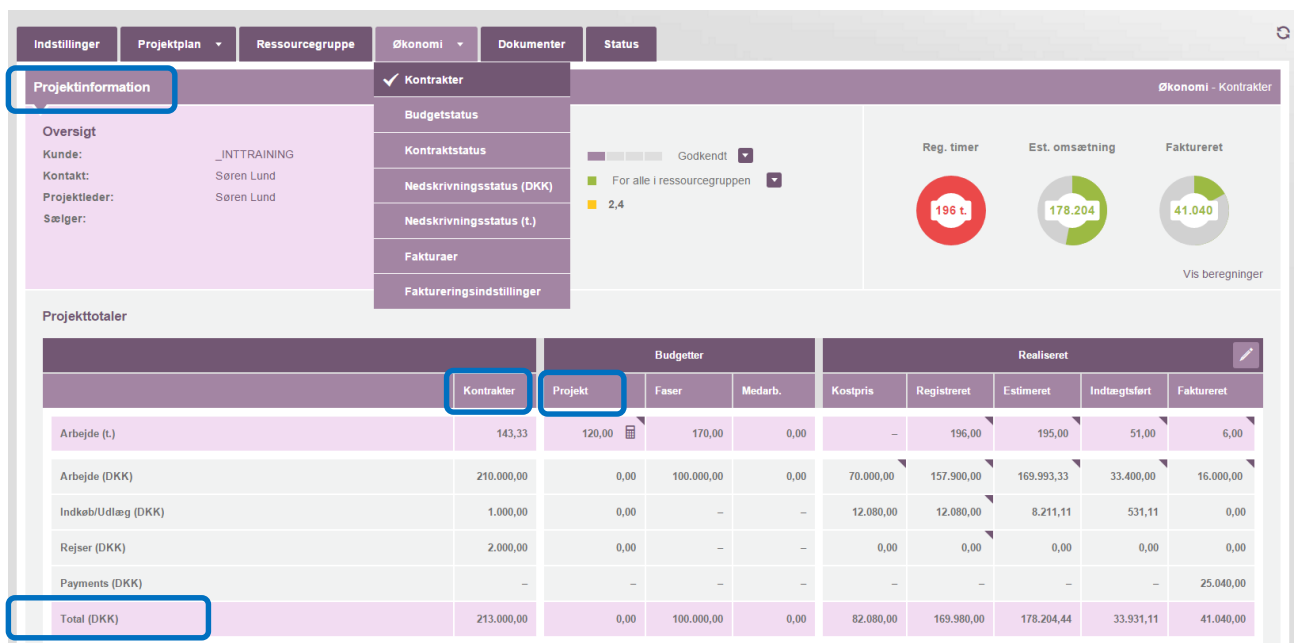 Indstillinger Projektplan Ressourcegruppe Økonomi Dokumenter Status
Projektinformation
Økonomi - Kontrakter
Kontrakter
Budgetstatus
Kontraktstatus
Nedskrivningsstatus (DKK)
Nedskrivningsstatus (t.)
Fakturaer
Faktureringsindstillinger
Oversigt
Kunde: _INTTRAINING
Kontakt: Søren Lund
Projektleder: Søren Lund
Sælger:
Godkendt
For alle i ressourcegruppen
2,4
Reg. timer Est. omsætning Faktureret
196 t. 178.204 41.040
Vis beregninger
Projekttotaler
Budgetter Realiseret
Kontrakter Projekt Faser Medarb. Kostpris Registreret Estimeret Indtægtsført Faktureret
Arbejde (t.) 143,33 120,00 170,00 0,00 – 196,00 195,00 51,00 6,00
Arbejde (DKK) 210.000,00 0,00 100.000,00 0,00 70.000,00 157.900,00 169.993,33 33.400,00 16.000,00
Indkøb/Udlæg (DKK) 1.000,00 0,00 – – 12.080,00 12.080,00 8.211,11 531,11 0,00
Rejser (DKK) 2.000,00 0,00 – – 0,00 0,00 0,00 0,00 0,00
Payments (DKK) – – – – – – – – 25.040,00
Total (DKK) 213.000,00 0,00 100.000,00 0,00 82.080,00 169.980,00 178.204,44 33.931,11 41.040,00